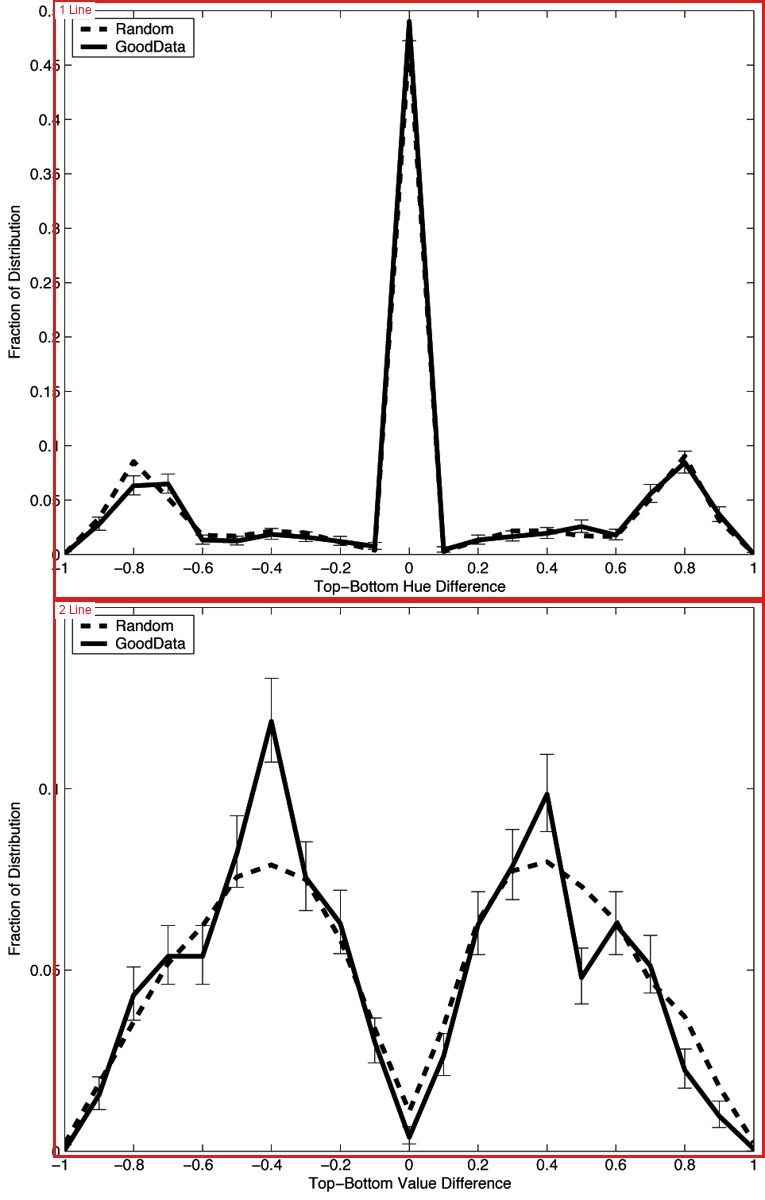 1 Line
0.5
Random
GoodData
0.45
0.4
0.35
0.3
0.25
0.2
0.15
0.1
0.05
0
Fraction of Distribution
−1 −0.8 −0.6 −0.4 −0.2 0 0.2 0.4 0.6 0.8 1
Top−Bottom Hue Difference
2 Line
Random
GoodData
0.1
0.05
0
Fraction of Distribution
−1 −0.8 −0.6 −0.4 −0.2 0 0.2 0.4 0.6 0.8 1
Top−Bottom Value Difference